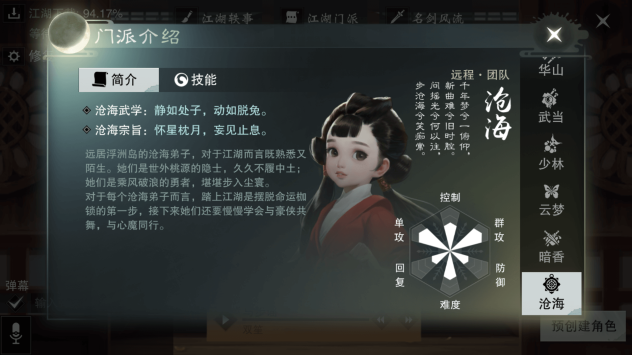 94.17%
江湖轶事
江湖门派
名剑风流
门派介绍
简介
技能
沧海武学：静如处子，动如脱兔。
沧海宗旨：怀星枕月，妄见止息。
远居浮洲岛的沧海弟子，对于江湖而言既熟悉又
陌生。她们是世外桃源的隐士，久久不履中土；
她们是乘风破浪的勇者，堪堪步入尘寰。
对于每个沧海弟子而言，踏上江湖是摆脱命运枷
锁的第一步，接下来她们还要慢慢学会与豪侠共
舞，与心魔同行。
远程·团队
沧海
千年梦兮一俯仰，
新曲难兮旧时腔。
问摇光兮何以往，
步沧海兮笑痴常。
控制
单攻
群攻
回复
防御
难度
华山
武当
少林
云梦
暗香
沧海
弹幕
预创建角色